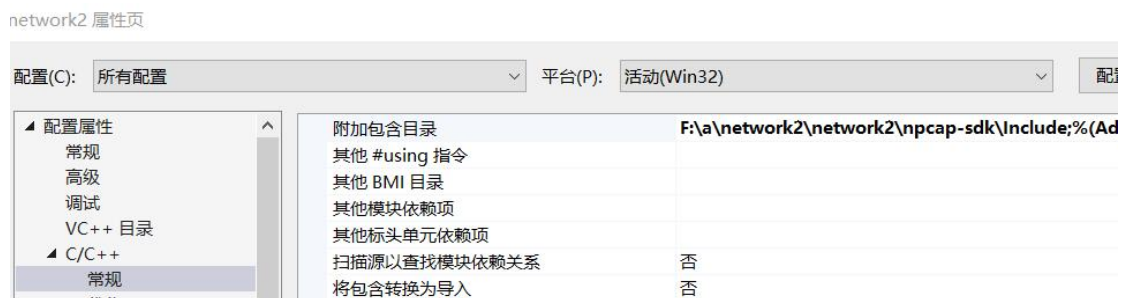 network2 属性页
配置(C): 所有配置 平台(P): 活动(Win32)
配置属性
常规
高级
调试
VC++ 目录
C/C++
常规
附加包含目录 F:\a\network2\network2\npcap-sdk\Include;%(Ad
其他 #using 指令
其他 BMI 目录
其他模块依赖项
其他标头单元依赖项
扫描源以查找模块依赖关系 否
将包含转换为导入 否